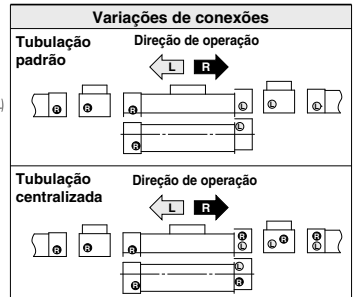 Variações de conexões
Tubulação padrão
Direção de operação
L R
R R R L L L
R L
Tubulação centralizada
Direção de operação
L R
R R R R L L R R L
R L R